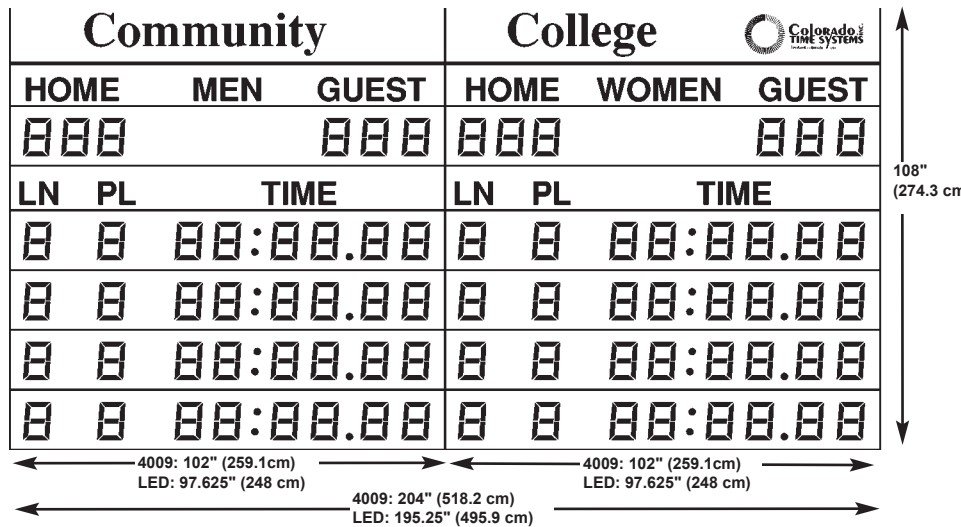 Community College Colorado TIME SYSTEMS
HOME MEN GUEST HOME WOMEN GUEST
888 888 888 888
LN PL TIME LN PL TIME
8 8 88:88.88 8 8 88:88.88
8 8 88:88.88 8 8 88:88.88
8 8 88:88.88 8 8 88:88.88
8 8 88:88.88 8 8 88:88.88
108"
(274.3 cm
4009: 102" (259.1cm) 4009: 102" (259.1cm)
LED: 97.625" (248 cm) LED: 97.625" (248 cm)
4009: 204" (518.2 cm)
LED: 195.25" (495.9 cm)